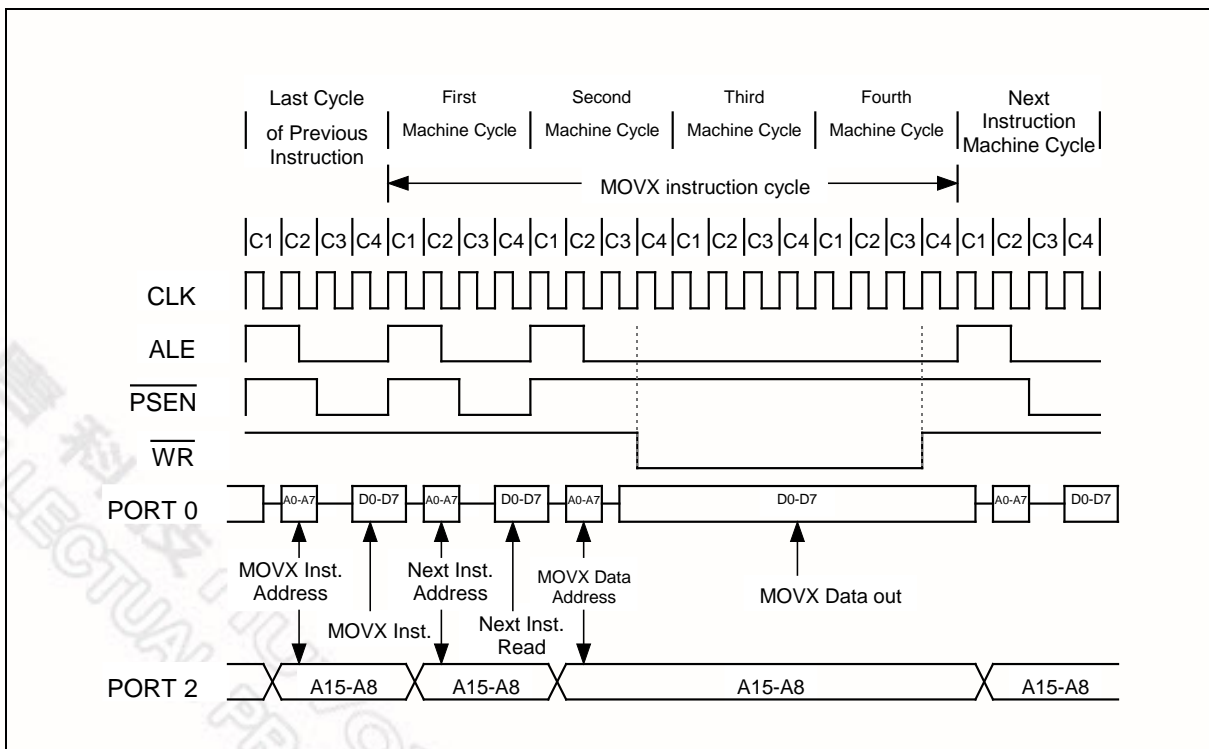 Last Cycle
of Previous
Instruction
First
Machine Cycle
Second
Machine Cycle
Third
Machine Cycle
Fourth
Machine Cycle
Next
Instruction
Machine Cycle
MOVX instruction cycle
C1 C2 C3 C4 C1 C2 C3 C4 C1 C2 C3 C4 C1 C2 C3 C4 C1 C2 C3 C4 C1 C2 C3 C4
CLK
ALE
PSEN
WR
PORT 0
A0-A7 D0-D7 A0-A7 D0-D7 A0-A7 D0-D7 A0-A7 D0-D7
MOVX Inst.
Address
Next Inst.
Address
MOVX Data
Address
MOVX Data out
MOVX Inst.
Next Inst.
Read
PORT 2
A15-A8 A15-A8 A15-A8 A15-A8